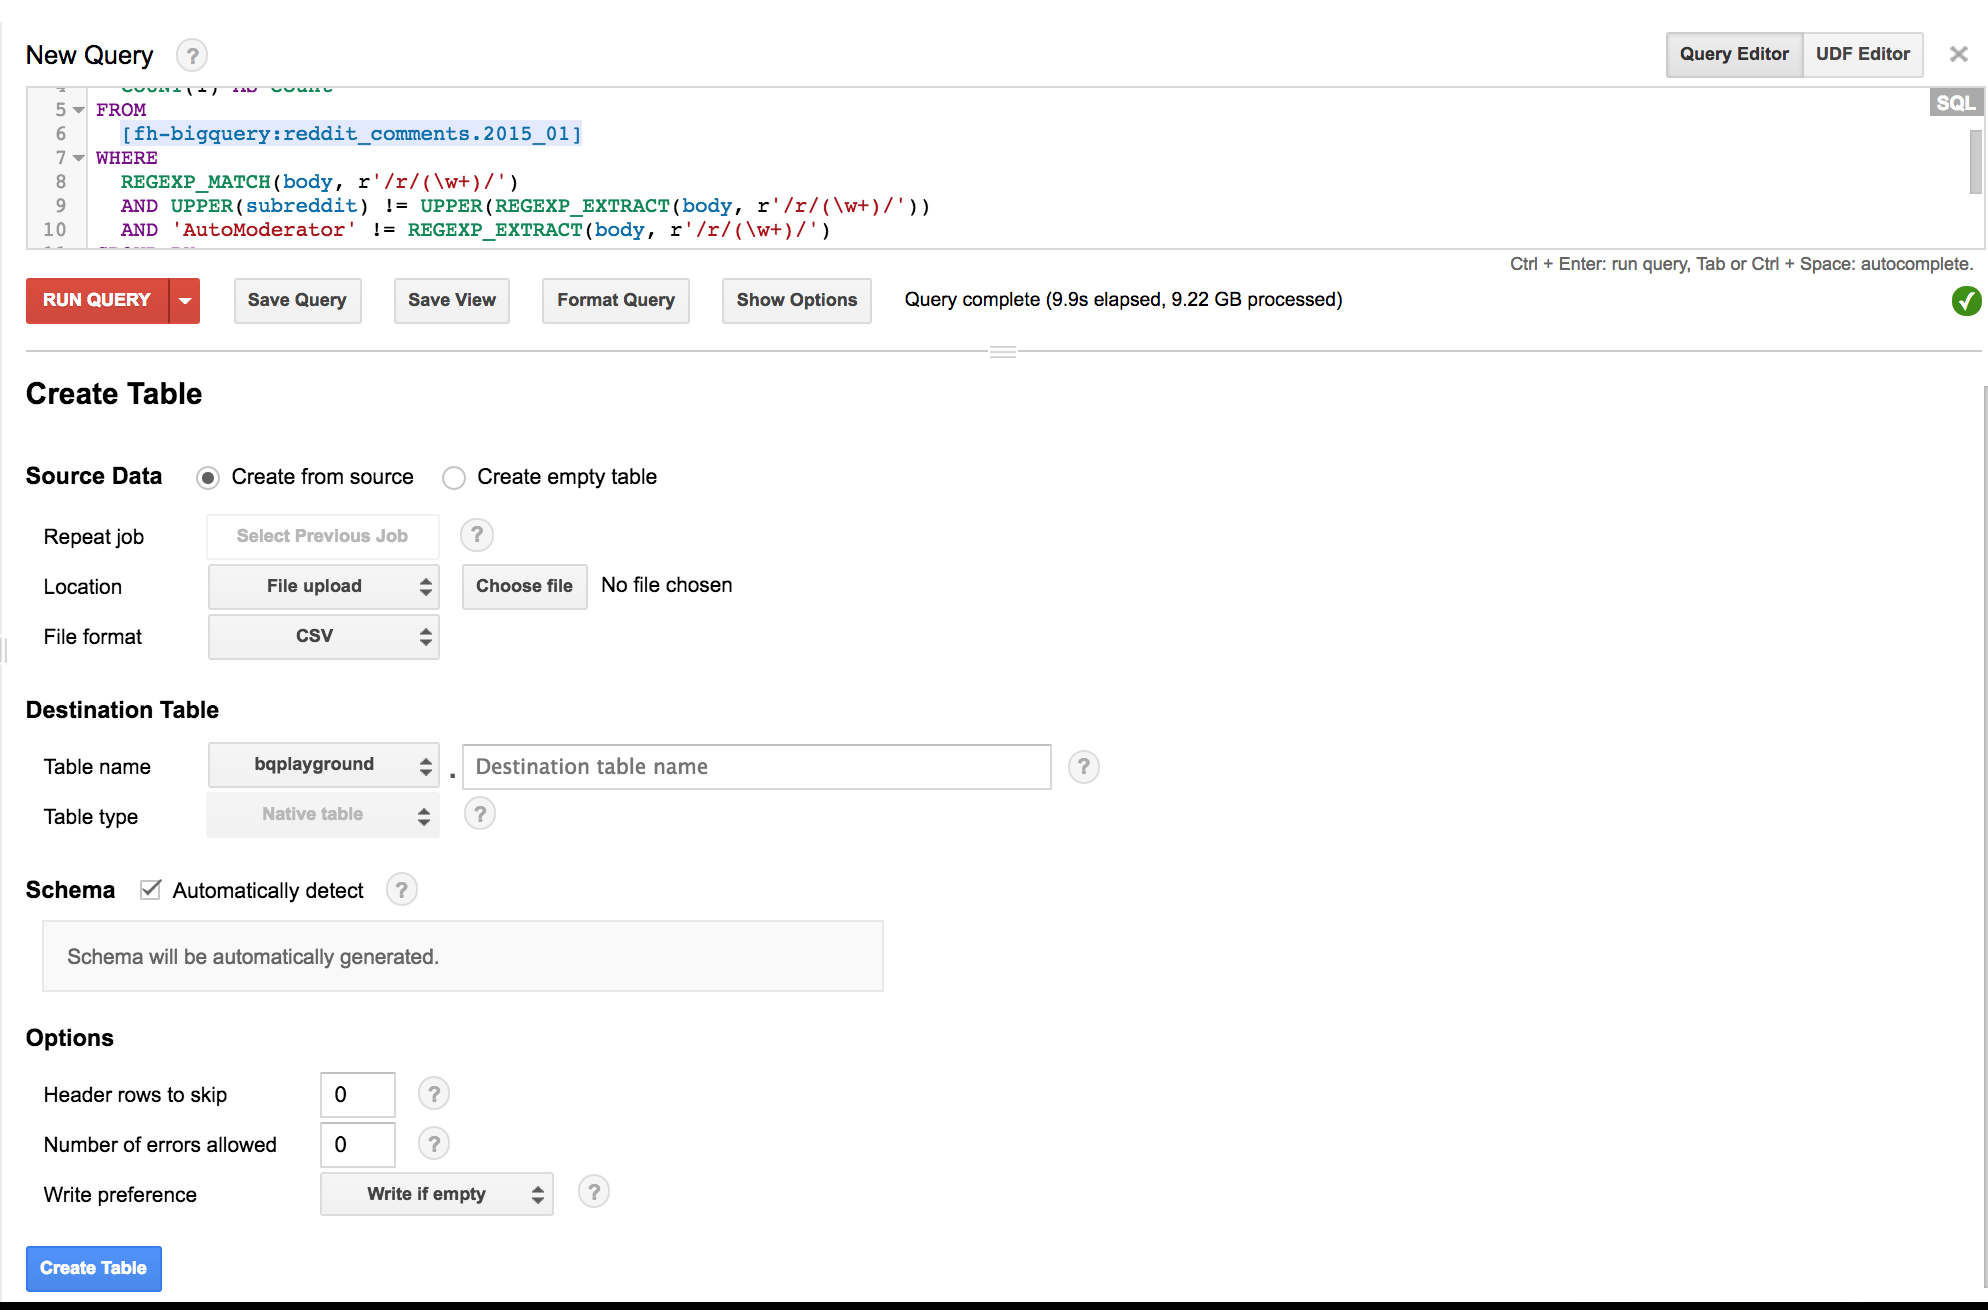 New Query ?
Query Editor UDF Editor ×
SQL
COUNT(1) AS count
5 FROM
6 [fh-bigquery:reddit_comments.2015_01]
7 WHERE
8 REGEXP_MATCH(body, r'/r/(\w+)/')
9 AND UPPER(subreddit) != UPPER(REGEXP_EXTRACT(body, r'/r/(\w+)/'))
10 AND 'AutoModerator' != REGEXP_EXTRACT(body, r'/r/(\w+)/')
Ctrl + Enter: run query, Tab or Ctrl + Space: autocomplete.
RUN QUERY Save Query Save View Format Query Show Options Query complete (9.9s elapsed, 9.22 GB processed)
Create Table
Source Data Create from source Create empty table
Repeat job Select Previous Job ?
Location File upload Choose file No file chosen
File format CSV
Destination Table
Table name bqplayground . Destination table name ?
Table type Native table ?
Schema Automatically detect ?
Schema will be automatically generated.
Options
Header rows to skip 0 ?
Number of errors allowed 0 ?
Write preference Write if empty ?
Create Table